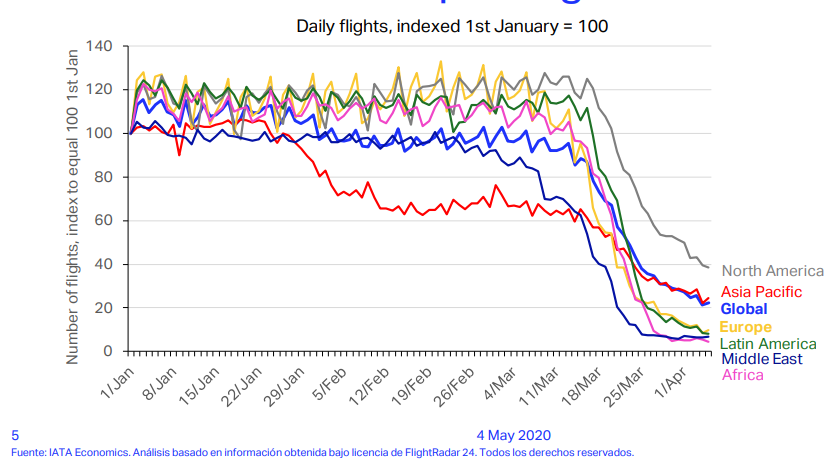 Daily flights, indexed 1st January = 100
Number of flights, index to equal 100 1st Jan
140
120
100
80
60
40
20
0
1/Jan
8/Jan
15/Jan
22/Jan
29/Jan
5/Feb
12/Feb
19/Feb
26/Feb
4/Mar
11/Mar
18/Mar
25/Mar
1/Apr
North America
Asia Pacific
Global
Europe
Latin America
Middle East
Africa
5
4 May 2020
Fuente: IATA Economics. Análisis basado en información obtenida bajo licencia de FlightRadar 24. Todos los derechos reservados.